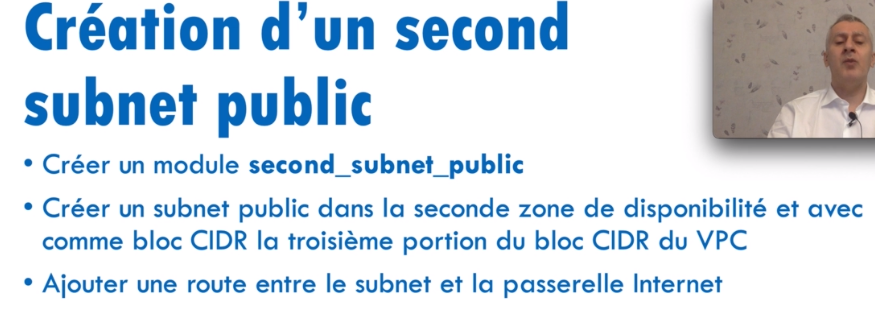 Création d'un second
subnet public
• Créer un module second_subnet_public
• Créer un subnet public dans la seconde zone de disponibilité et avec
comme bloc CIDR la troisième portion du bloc CIDR du VPC
• Ajouter une route entre le subnet et la passerelle Internet